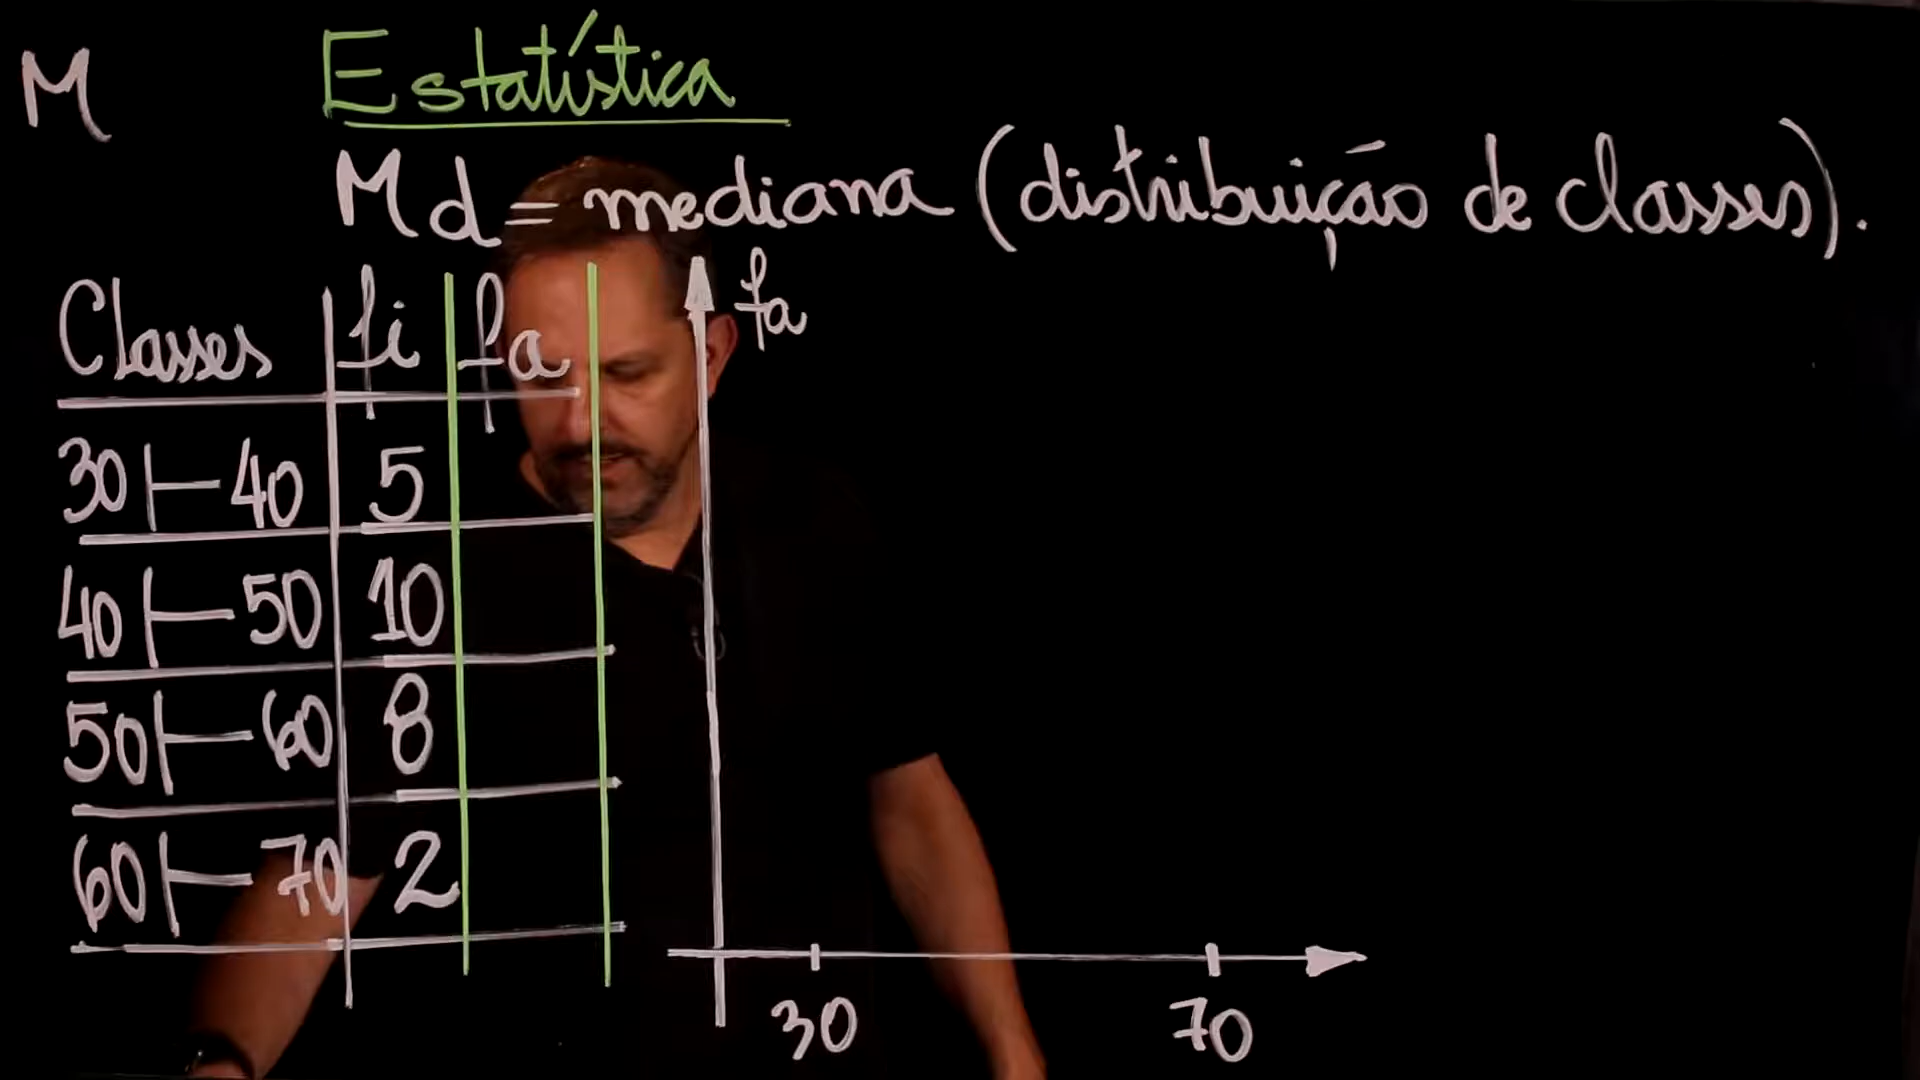 M Estatística
Md = mediana (distribuição de classes).
Classes fi fa
fa
30 ⊢ 40 5
40 ⊢ 50 10
50 ⊢ 60 8
60 ⊢ 70 2
30 70